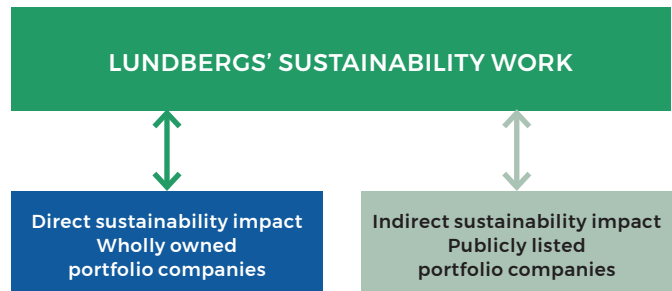 LUNDBERGS’ SUSTAINABILITY WORK
Direct sustainability impact
Wholly owned
portfolio companies
Indirect sustainability impact
Publicly listed
portfolio companies